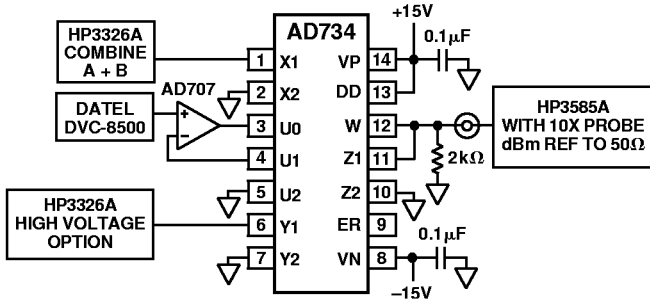 HP3326A
COMBINE
A + B
DATEL
DVC-8500
AD707
HP3326A
HIGH VOLTAGE
OPTION
AD734
1 X1
2 X2
3 U0
4 U1
5 U2
6 Y1
7 Y2
VP 14
DD 13
W 12
Z1 11
Z2 10
ER 9
VN 8
+15V
0.1µF
2kΩ
HP3585A
WITH 10X PROBE
dBm REF TO 50Ω
0.1µF
–15V